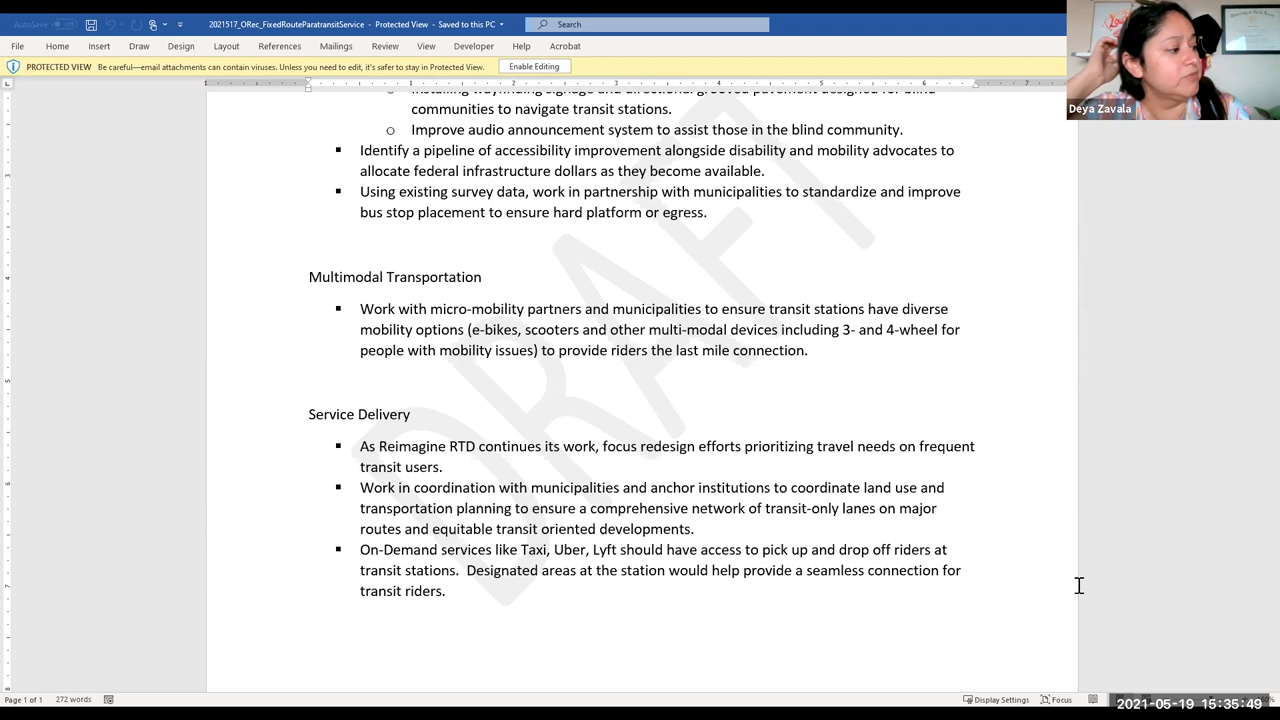 AutoSave
2021517_ORec_FixedRouteParatransitService - Protected View - Saved to this PC
Search
File Home Insert Draw Design Layout References Mailings Review View Developer Help Acrobat
PROTECTED VIEW Be careful—email attachments can contain viruses. Unless you need to edit, it's safer to stay in Protected View. Enable Editing
Deya Zavala
DRAFT
o Installing wayfinding signage and directional grooved pavement designed for blind
communities to navigate transit stations.
o Improve audio announcement system to assist those in the blind community.
▪ Identify a pipeline of accessibility improvement alongside disability and mobility advocates to
allocate federal infrastructure dollars as they become available.
▪ Using existing survey data, work in partnership with municipalities to standardize and improve
bus stop placement to ensure hard platform or egress.
Multimodal Transportation
▪ Work with micro-mobility partners and municipalities to ensure transit stations have diverse
mobility options (e-bikes, scooters and other multi-modal devices including 3- and 4-wheel for
people with mobility issues) to provide riders the last mile connection.
Service Delivery
▪ As Reimagine RTD continues its work, focus redesign efforts prioritizing travel needs on frequent
transit users.
▪ Work in coordination with municipalities and anchor institutions to coordinate land use and
transportation planning to ensure a comprehensive network of transit-only lanes on major
routes and equitable transit oriented developments.
▪ On-Demand services like Taxi, Uber, Lyft should have access to pick up and drop off riders at
transit stations. Designated areas at the station would help provide a seamless connection for
transit riders.
Page 1 of 1 272 words Display Settings Focus
2021-05-19 15:35:49